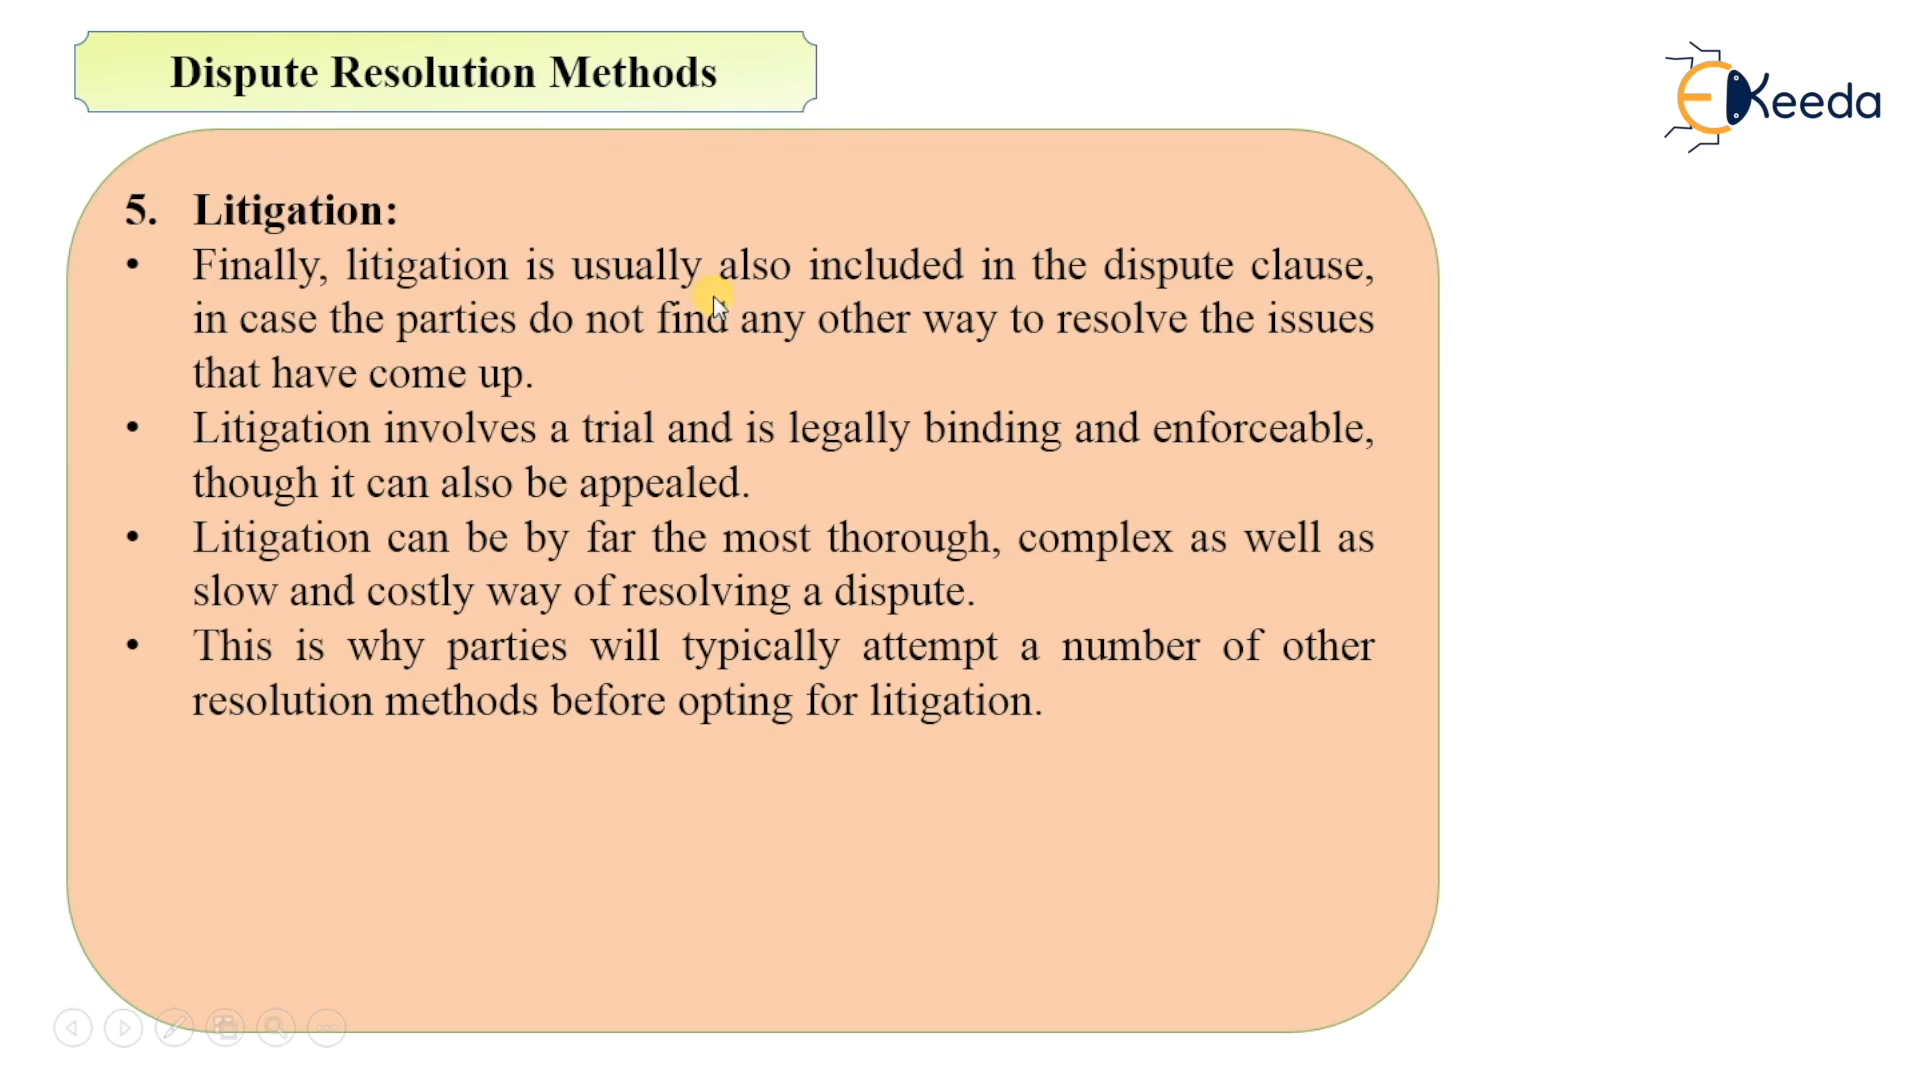 Dispute Resolution Methods
EKeeda
5. Litigation:
• Finally, litigation is usually also included in the dispute clause,
in case the parties do not find any other way to resolve the issues
that have come up.
• Litigation involves a trial and is legally binding and enforceable,
though it can also be appealed.
• Litigation can be by far the most thorough, complex as well as
slow and costly way of resolving a dispute.
• This is why parties will typically attempt a number of other
resolution methods before opting for litigation.